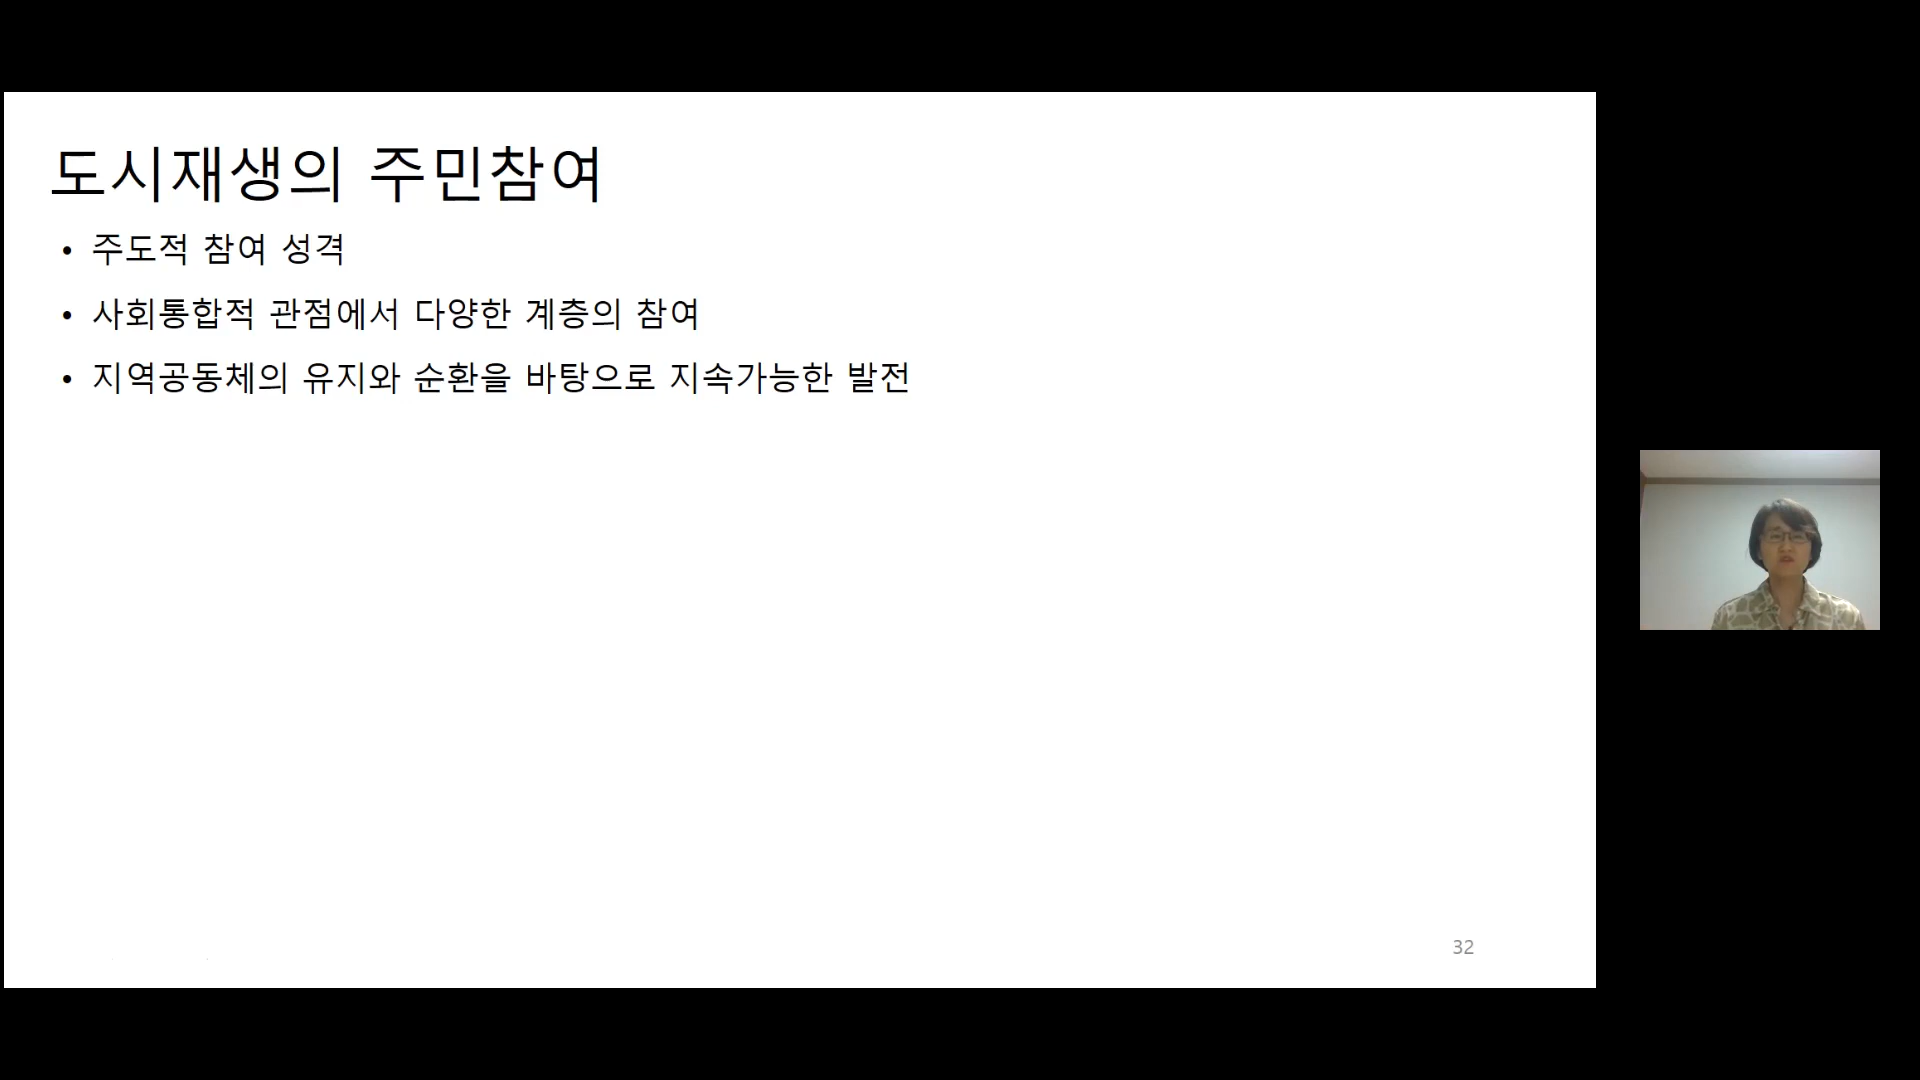 도시재생의 주민참여
• 주도적 참여 성격
• 사회통합적 관점에서 다양한 계층의 참여
• 지역공동체의 유지와 순환을 바탕으로 지속가능한 발전
32